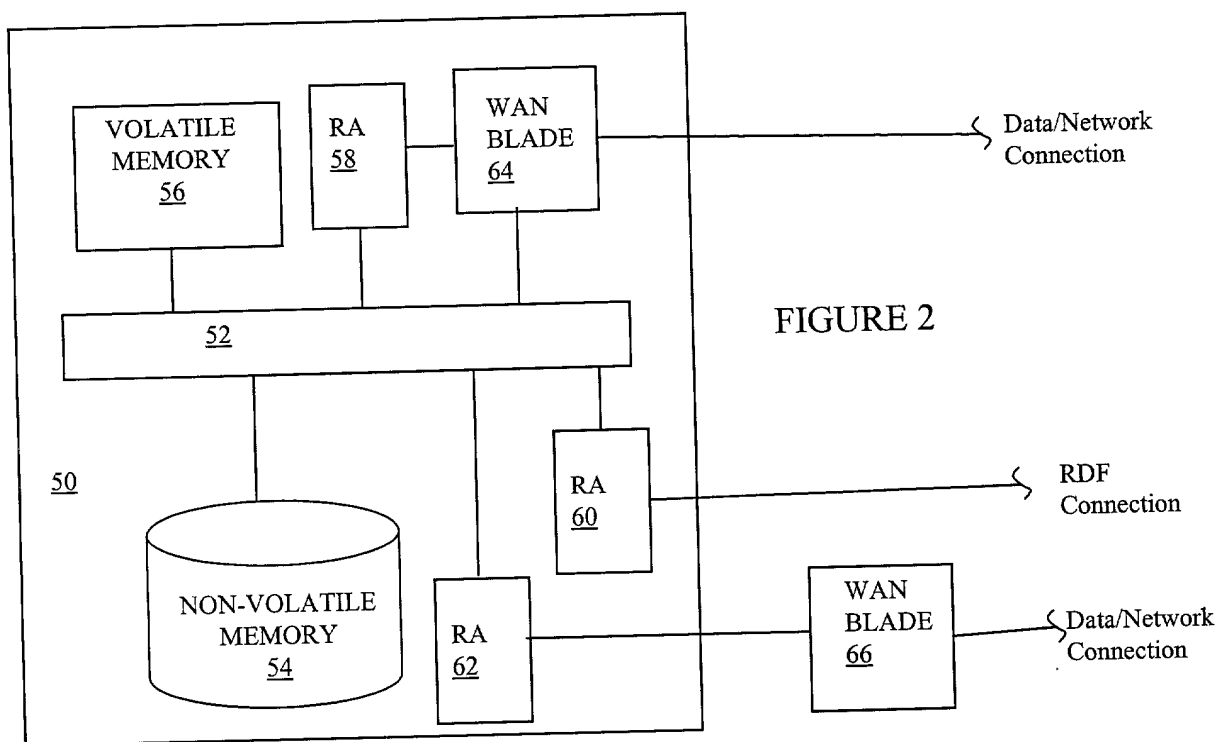 VOLATILE
MEMORY
56
RA
58
WAN
BLADE
64
Data/Network
Connection
52
FIGURE 2
50
RA
60
RDF
Connection
NON-VOLATILE
MEMORY
54
RA
62
WAN
BLADE
66
Data/Network
Connection